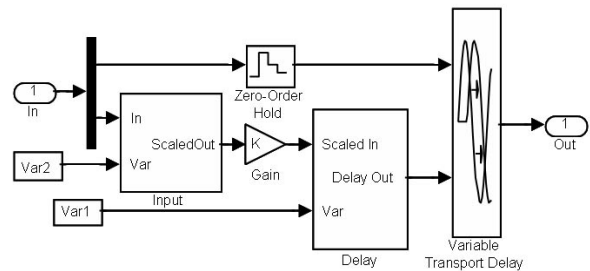 1
In
Var2
Var1
In
ScaledOut
Var
Input
Zero-Order
Hold
K
Gain
Scaled In
Delay Out
Var
Delay
Variable
Transport Delay
1
Out